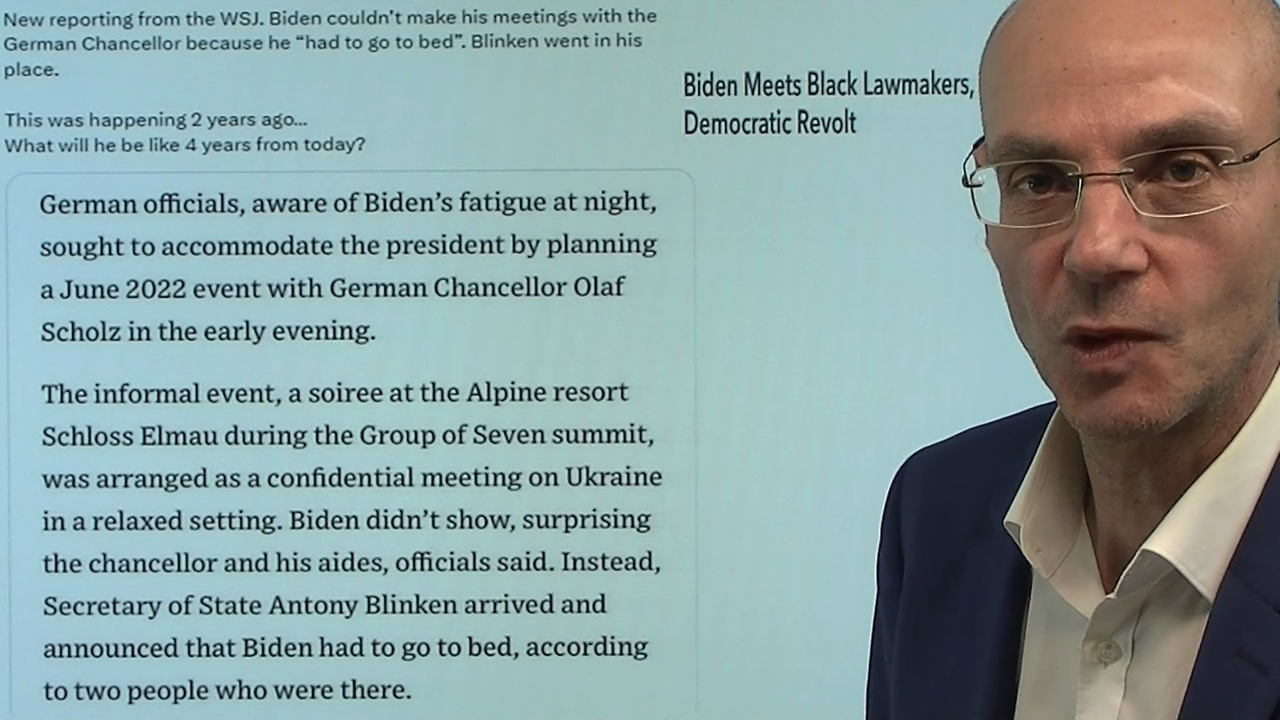 New reporting from the WSJ. Biden couldn’t make his meetings with the
German Chancellor because he “had to go to bed”. Blinken went in his
place.
This was happening 2 years ago...
What will he be like 4 years from today?
German officials, aware of Biden’s fatigue at night,
sought to accommodate the president by planning
a June 2022 event with German Chancellor Olaf
Scholz in the early evening.
The informal event, a soiree at the Alpine resort
Schloss Elmau during the Group of Seven summit,
was arranged as a confidential meeting on Ukraine
in a relaxed setting. Biden didn’t show, surprising
the chancellor and his aides, officials said. Instead,
Secretary of State Antony Blinken arrived and
announced that Biden had to go to bed, according
to two people who were there.
Biden Meets Black Lawmakers,
Democratic Revolt